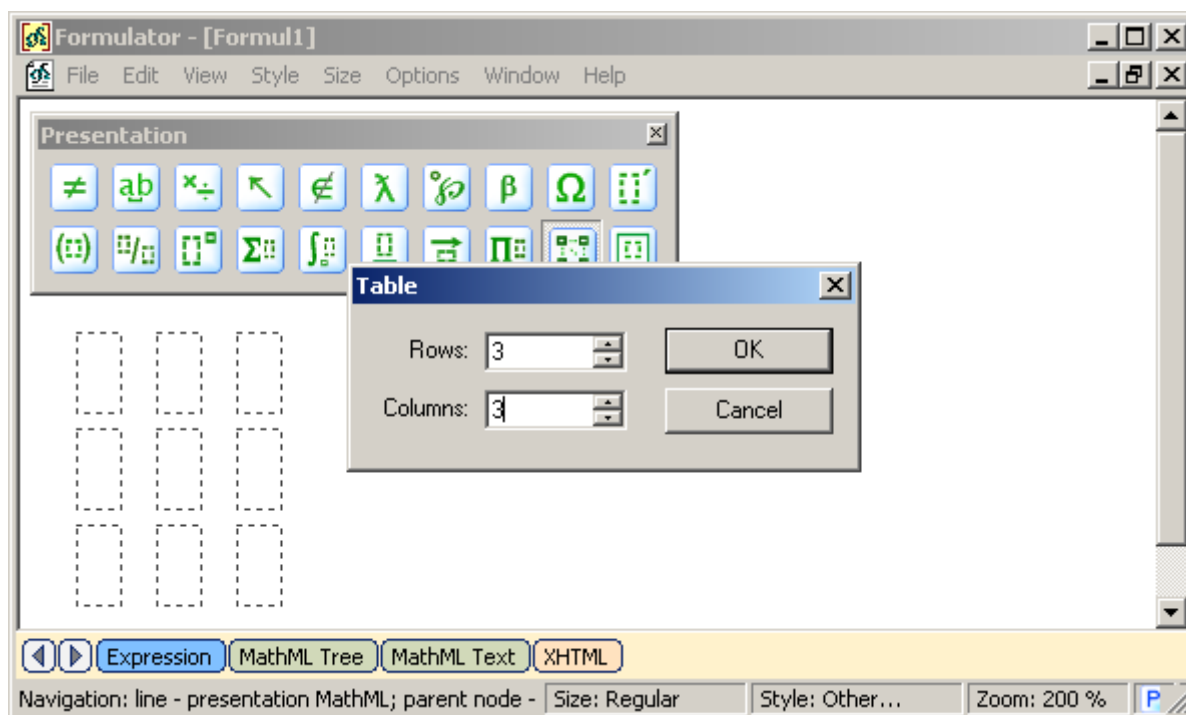 Formulator - [Formul1]
File Edit View Style Size Options Window Help
Presentation
≠ ab × ÷ ↖ ∉ λ °℘ β Ω
Σ ∫ Π
Table
Rows: 3 OK
Columns: 3 Cancel
Expression MathML Tree MathML Text XHTML
Navigation: line - presentation MathML; parent node - Size: Regular Style: Other... Zoom: 200 % P